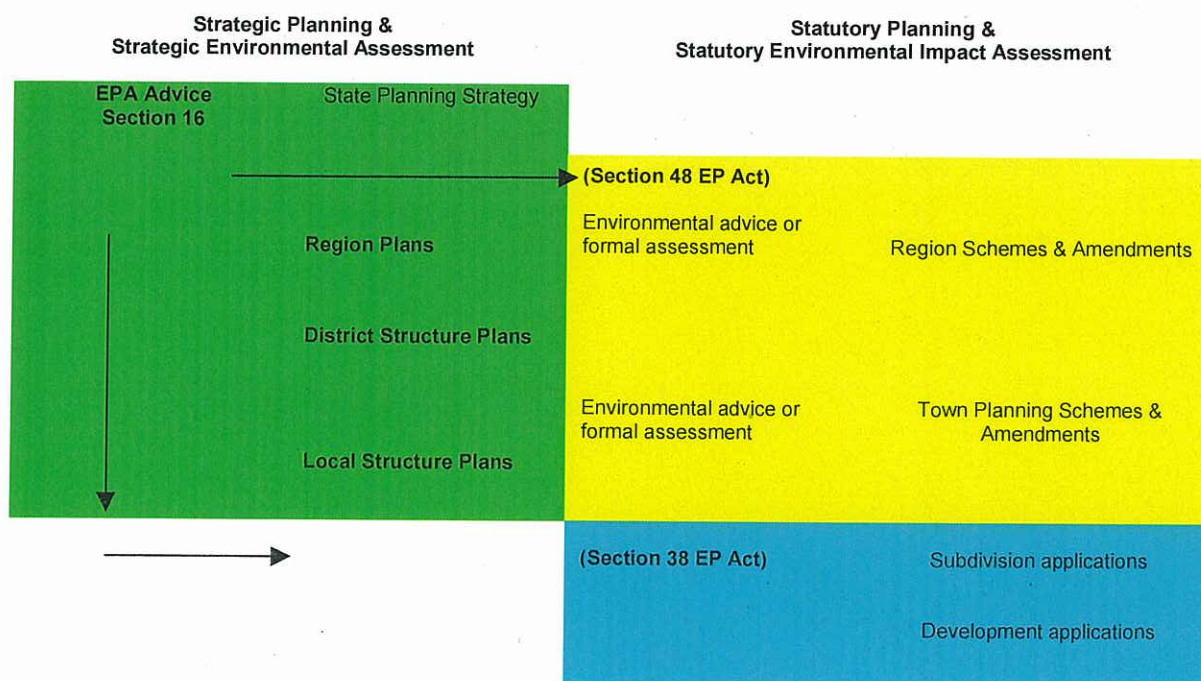 Strategic Planning &
Strategic Environmental Assessment
Statutory Planning &
Statutory Environmental Impact Assessment
EPA Advice
Section 16
State Planning Strategy
(Section 48 EP Act)
Region Plans
Environmental advice or
formal assessment
Region Schemes & Amendments
District Structure Plans
Environmental advice or
formal assessment
Town Planning Schemes &
Amendments
Local Structure Plans
(Section 38 EP Act)
Subdivision applications
Development applications